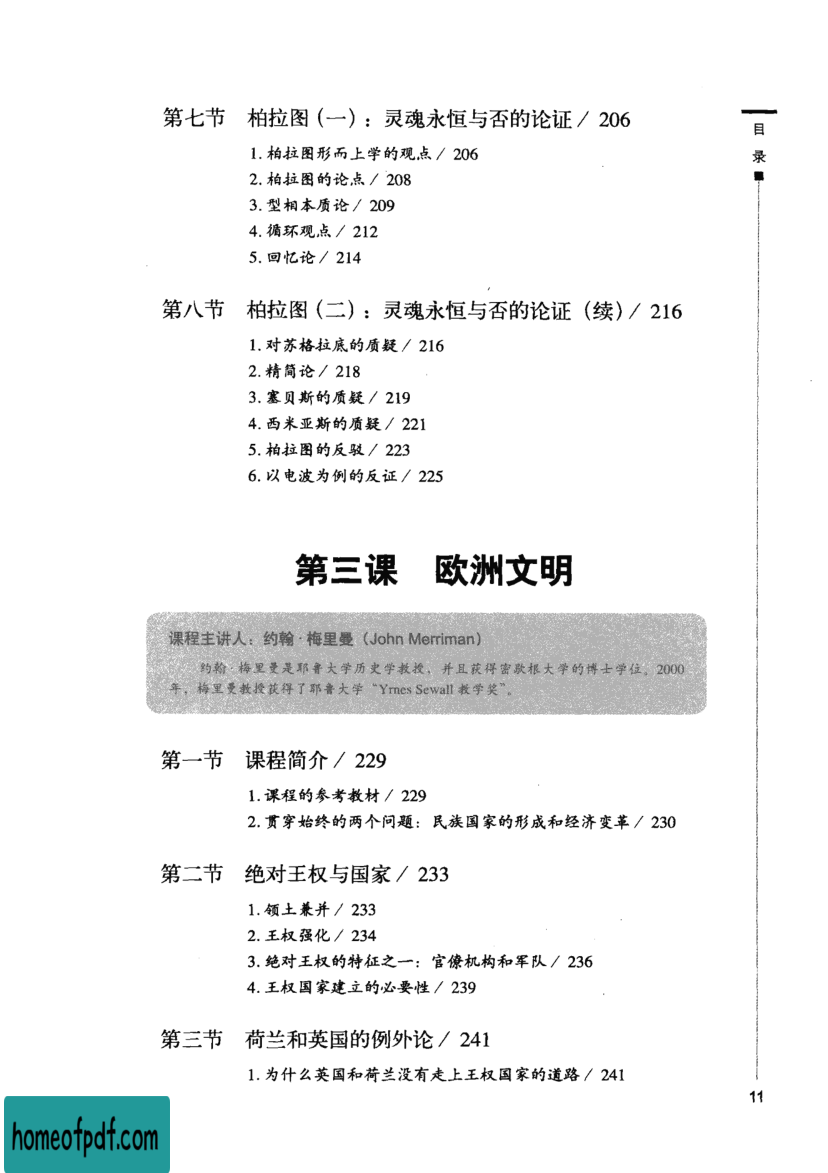 第七节 柏拉图(一):灵魂永恒与否的论证/ 206
1. 柏拉图形而上学的观点/ 206
2. 柏拉图的论点/ 208
3. 型相本质论/ 209
4. 循环观点/ 212
5. 回忆论/ 214
第八节 柏拉图(二):灵魂永恒与否的论证(续)/ 216
1. 对苏格拉底的质疑/ 216
2. 精简论/ 218
3. 塞贝斯的质疑/ 219
4. 西米亚斯的质疑/ 221
5. 柏拉图的反驳/ 223
6. 以电波为例的反证/ 225
第三课 欧洲文明
课程主讲人:约翰·梅里曼(John Merriman)
约翰·梅里曼是耶鲁大学历史学教授,并且获得密歇根大学的博士学位。2000
年,梅里曼教授获得了耶鲁大学“Yrnes Sewall 教学奖”。
第一节 课程简介/ 229
1. 课程的参考教材/ 229
2. 贯穿始终的两个问题:民族国家的形成和经济变革/ 230
第二节 绝对王权与国家/ 233
1. 领土兼并/ 233
2. 王权强化/ 234
3. 绝对王权的特征之一:官僚机构和军队/ 236
4. 王权国家建立的必要性/ 239
第三节 荷兰和英国的例外论/ 241
1. 为什么英国和荷兰没有走上王权国家的道路/ 241
目录
11
homeofpdf.com